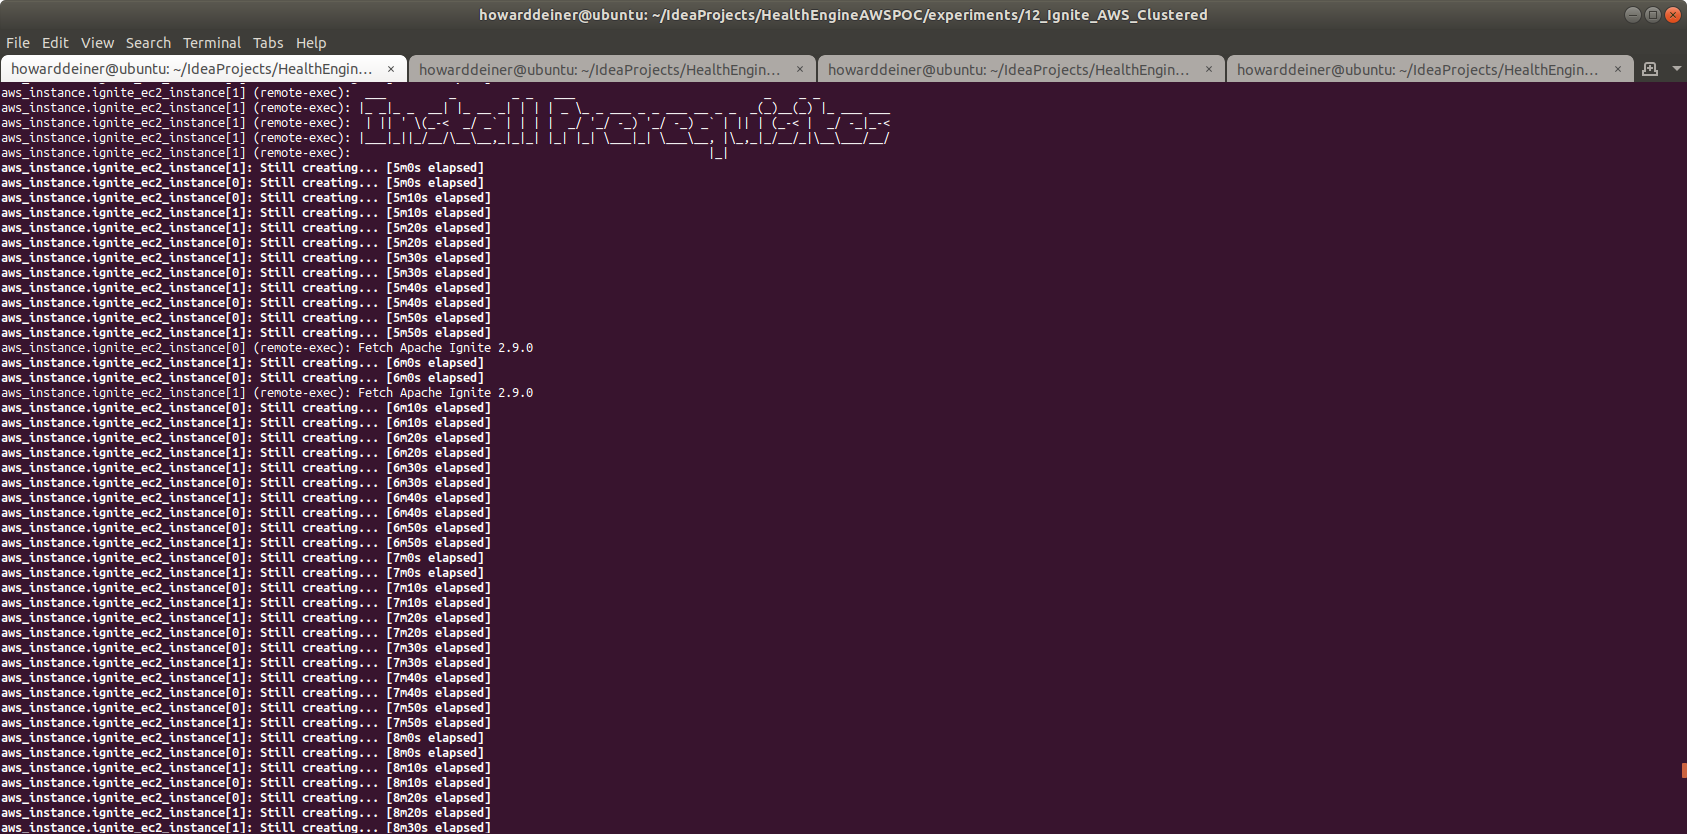 howarddeiner@ubuntu: ~/IdeaProjects/HealthEngineAWSPOC/experiments/12_Ignite_AWS_Clustered
File Edit View Search Terminal Tabs Help
howarddeiner@ubuntu: ~/IdeaProjects/HealthEngin... × howarddeiner@ubuntu: ~/IdeaProjects/HealthEngin... × howarddeiner@ubuntu: ~/IdeaProjects/HealthEngin... × howarddeiner@ubuntu: ~/IdeaProjects/HealthEngin... ×
aws_instance.ignite_ec2_instance[1] (remote-exec):
aws_instance.ignite_ec2_instance[1] (remote-exec): Install Prerequisites
aws_instance.ignite_ec2_instance[1] (remote-exec):
aws_instance.ignite_ec2_instance[1] (remote-exec):
aws_instance.ignite_ec2_instance[1] (remote-exec):
aws_instance.ignite_ec2_instance[1]: Still creating... [5m0s elapsed]
aws_instance.ignite_ec2_instance[0]: Still creating... [5m0s elapsed]
aws_instance.ignite_ec2_instance[0]: Still creating... [5m10s elapsed]
aws_instance.ignite_ec2_instance[1]: Still creating... [5m10s elapsed]
aws_instance.ignite_ec2_instance[1]: Still creating... [5m20s elapsed]
aws_instance.ignite_ec2_instance[0]: Still creating... [5m20s elapsed]
aws_instance.ignite_ec2_instance[1]: Still creating... [5m30s elapsed]
aws_instance.ignite_ec2_instance[0]: Still creating... [5m30s elapsed]
aws_instance.ignite_ec2_instance[1]: Still creating... [5m40s elapsed]
aws_instance.ignite_ec2_instance[0]: Still creating... [5m40s elapsed]
aws_instance.ignite_ec2_instance[0]: Still creating... [5m50s elapsed]
aws_instance.ignite_ec2_instance[1]: Still creating... [5m50s elapsed]
aws_instance.ignite_ec2_instance[0] (remote-exec): Fetch Apache Ignite 2.9.0
aws_instance.ignite_ec2_instance[1]: Still creating... [6m0s elapsed]
aws_instance.ignite_ec2_instance[0]: Still creating... [6m0s elapsed]
aws_instance.ignite_ec2_instance[1] (remote-exec): Fetch Apache Ignite 2.9.0
aws_instance.ignite_ec2_instance[0]: Still creating... [6m10s elapsed]
aws_instance.ignite_ec2_instance[1]: Still creating... [6m10s elapsed]
aws_instance.ignite_ec2_instance[0]: Still creating... [6m20s elapsed]
aws_instance.ignite_ec2_instance[1]: Still creating... [6m20s elapsed]
aws_instance.ignite_ec2_instance[1]: Still creating... [6m30s elapsed]
aws_instance.ignite_ec2_instance[0]: Still creating... [6m30s elapsed]
aws_instance.ignite_ec2_instance[1]: Still creating... [6m40s elapsed]
aws_instance.ignite_ec2_instance[0]: Still creating... [6m40s elapsed]
aws_instance.ignite_ec2_instance[0]: Still creating... [6m50s elapsed]
aws_instance.ignite_ec2_instance[1]: Still creating... [6m50s elapsed]
aws_instance.ignite_ec2_instance[0]: Still creating... [7m0s elapsed]
aws_instance.ignite_ec2_instance[1]: Still creating... [7m0s elapsed]
aws_instance.ignite_ec2_instance[0]: Still creating... [7m10s elapsed]
aws_instance.ignite_ec2_instance[1]: Still creating... [7m10s elapsed]
aws_instance.ignite_ec2_instance[1]: Still creating... [7m20s elapsed]
aws_instance.ignite_ec2_instance[0]: Still creating... [7m20s elapsed]
aws_instance.ignite_ec2_instance[0]: Still creating... [7m30s elapsed]
aws_instance.ignite_ec2_instance[1]: Still creating... [7m30s elapsed]
aws_instance.ignite_ec2_instance[1]: Still creating... [7m40s elapsed]
aws_instance.ignite_ec2_instance[0]: Still creating... [7m40s elapsed]
aws_instance.ignite_ec2_instance[0]: Still creating... [7m50s elapsed]
aws_instance.ignite_ec2_instance[1]: Still creating... [7m50s elapsed]
aws_instance.ignite_ec2_instance[1]: Still creating... [8m0s elapsed]
aws_instance.ignite_ec2_instance[0]: Still creating... [8m0s elapsed]
aws_instance.ignite_ec2_instance[1]: Still creating... [8m10s elapsed]
aws_instance.ignite_ec2_instance[0]: Still creating... [8m10s elapsed]
aws_instance.ignite_ec2_instance[0]: Still creating... [8m20s elapsed]
aws_instance.ignite_ec2_instance[1]: Still creating... [8m20s elapsed]
aws_instance.ignite_ec2_instance[1]: Still creating... [8m30s elapsed]